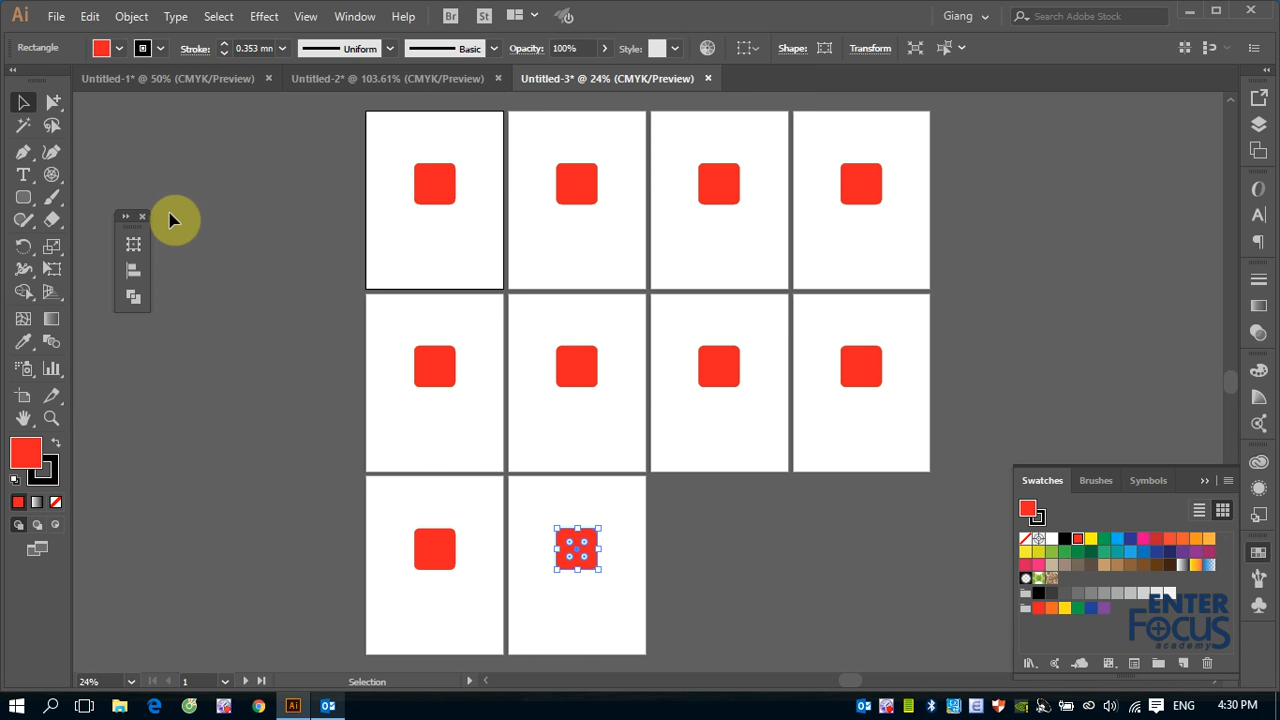 Ai File Edit Object Type Select Effect View Window Help Br St Giang Search Adobe Stock
Rectangle Stroke: 0.353 mm Uniform Basic Opacity: 100% Style: Shape: Transform
Untitled-1* @ 50% (CMYK/Preview) Untitled-2* @ 103.61% (CMYK/Preview) Untitled-3* @ 24% (CMYK/Preview)
Swatches Brushes Symbols
ENTER
FOCUS
academy
24% 1 Selection
Ai ENG 4:30 PM